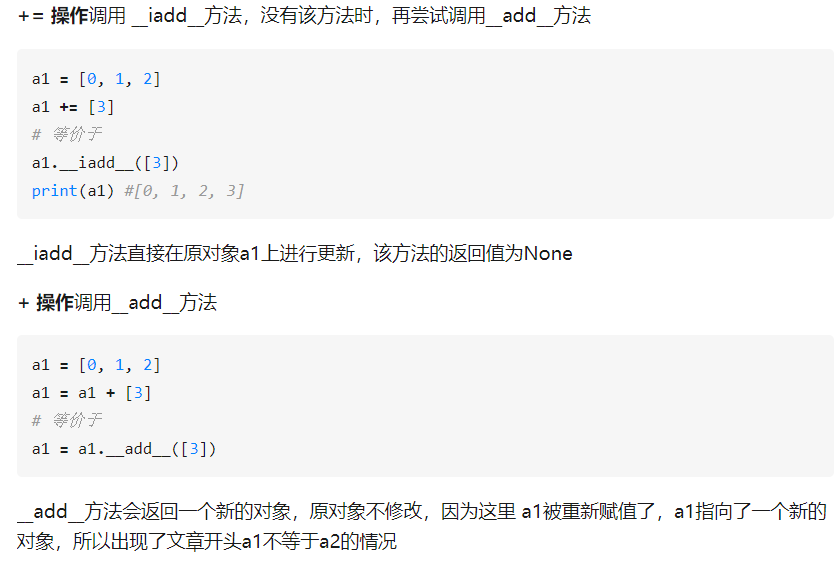 += 操作调用 __iadd__方法，没有该方法时，再尝试调用__add__方法
a1 = [0, 1, 2]
a1 += [3]
# 等价于
a1.__iadd__([3])
print(a1) #[0, 1, 2, 3]
__iadd__方法直接在原对象a1上进行更新，该方法的返回值为None
+ 操作调用__add__方法
a1 = [0, 1, 2]
a1 = a1 + [3]
# 等价于
a1 = a1.__add__([3])
__add__方法会返回一个新的对象，原对象不修改，因为这里 a1被重新赋值了，a1指向了一个新的
对象，所以出现了文章开头a1不等于a2的情况